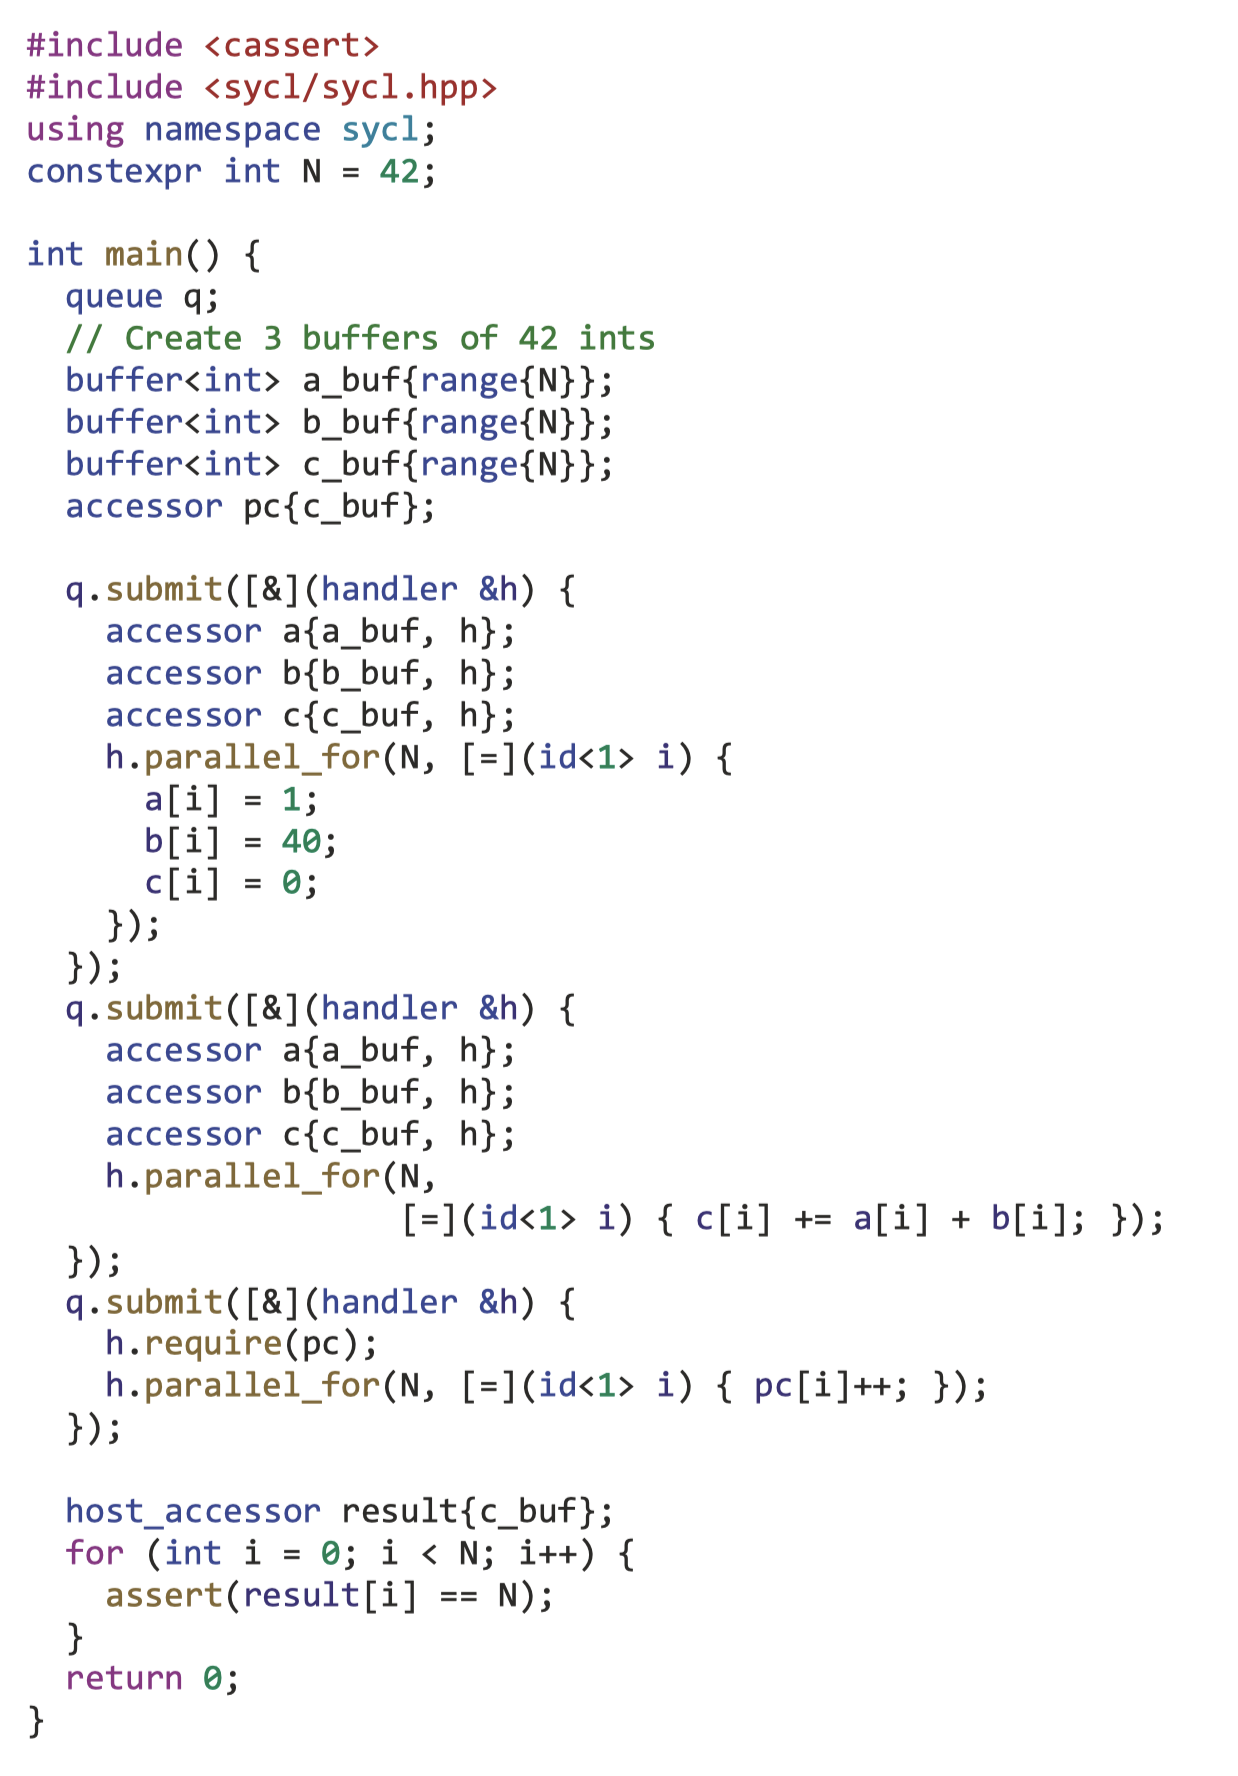 #include <cassert>
#include <sycl/sycl.hpp>
using namespace sycl;
constexpr int N = 42;

int main() {
  queue q;
  // Create 3 buffers of 42 ints
  buffer<int> a_buf{range{N}};
  buffer<int> b_buf{range{N}};
  buffer<int> c_buf{range{N}};
  accessor pc{c_buf};

  q.submit([&](handler &h) {
    accessor a{a_buf, h};
    accessor b{b_buf, h};
    accessor c{c_buf, h};
    h.parallel_for(N, [=](id<1> i) {
      a[i] = 1;
      b[i] = 40;
      c[i] = 0;
    });
  });
  q.submit([&](handler &h) {
    accessor a{a_buf, h};
    accessor b{b_buf, h};
    accessor c{c_buf, h};
    h.parallel_for(N,
                   [=](id<1> i) { c[i] += a[i] + b[i]; });
  });
  q.submit([&](handler &h) {
    h.require(pc);
    h.parallel_for(N, [=](id<1> i) { pc[i]++; });
  });

  host_accessor result{c_buf};
  for (int i = 0; i < N; i++) {
    assert(result[i] == N);
  }
  return 0;
}